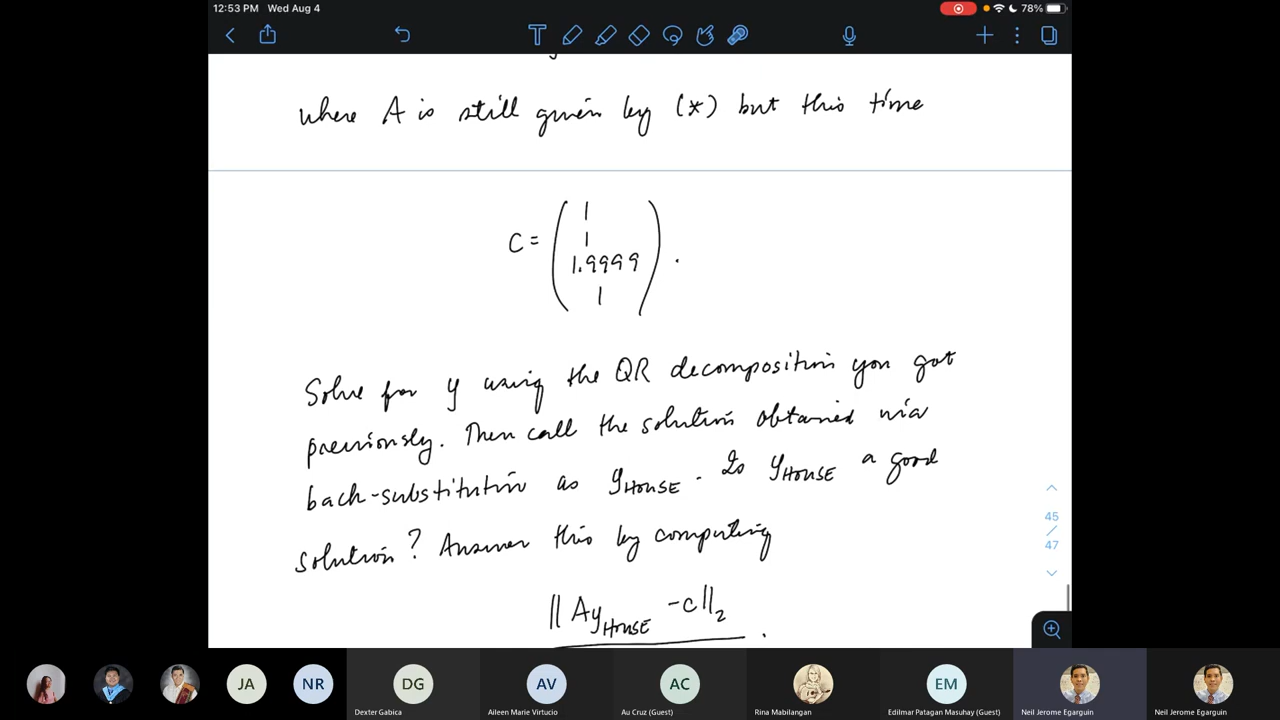 12:53 PM Wed Aug 4
78%
where A is still given by (*) but this time
C = ( 1
1
1.9999
1 ) .
Solve for y using the QR decomposition you got
previously. Then call the solution obtained via
back-substitution as yHOUSE. Is yHOUSE a good
solution? Answer this by computing
|| AyHOUSE - c ||2
.
45
/
47
JA
NR
DG
AV
AC
EM
Dexter Gabica
Aileen Marie Virtucio
Au Cruz (Guest)
Rina Mabilangan
Edilmar Patagan Masuhay (Guest)
Neil Jerome Egarguin
Neil Jerome Egarguin